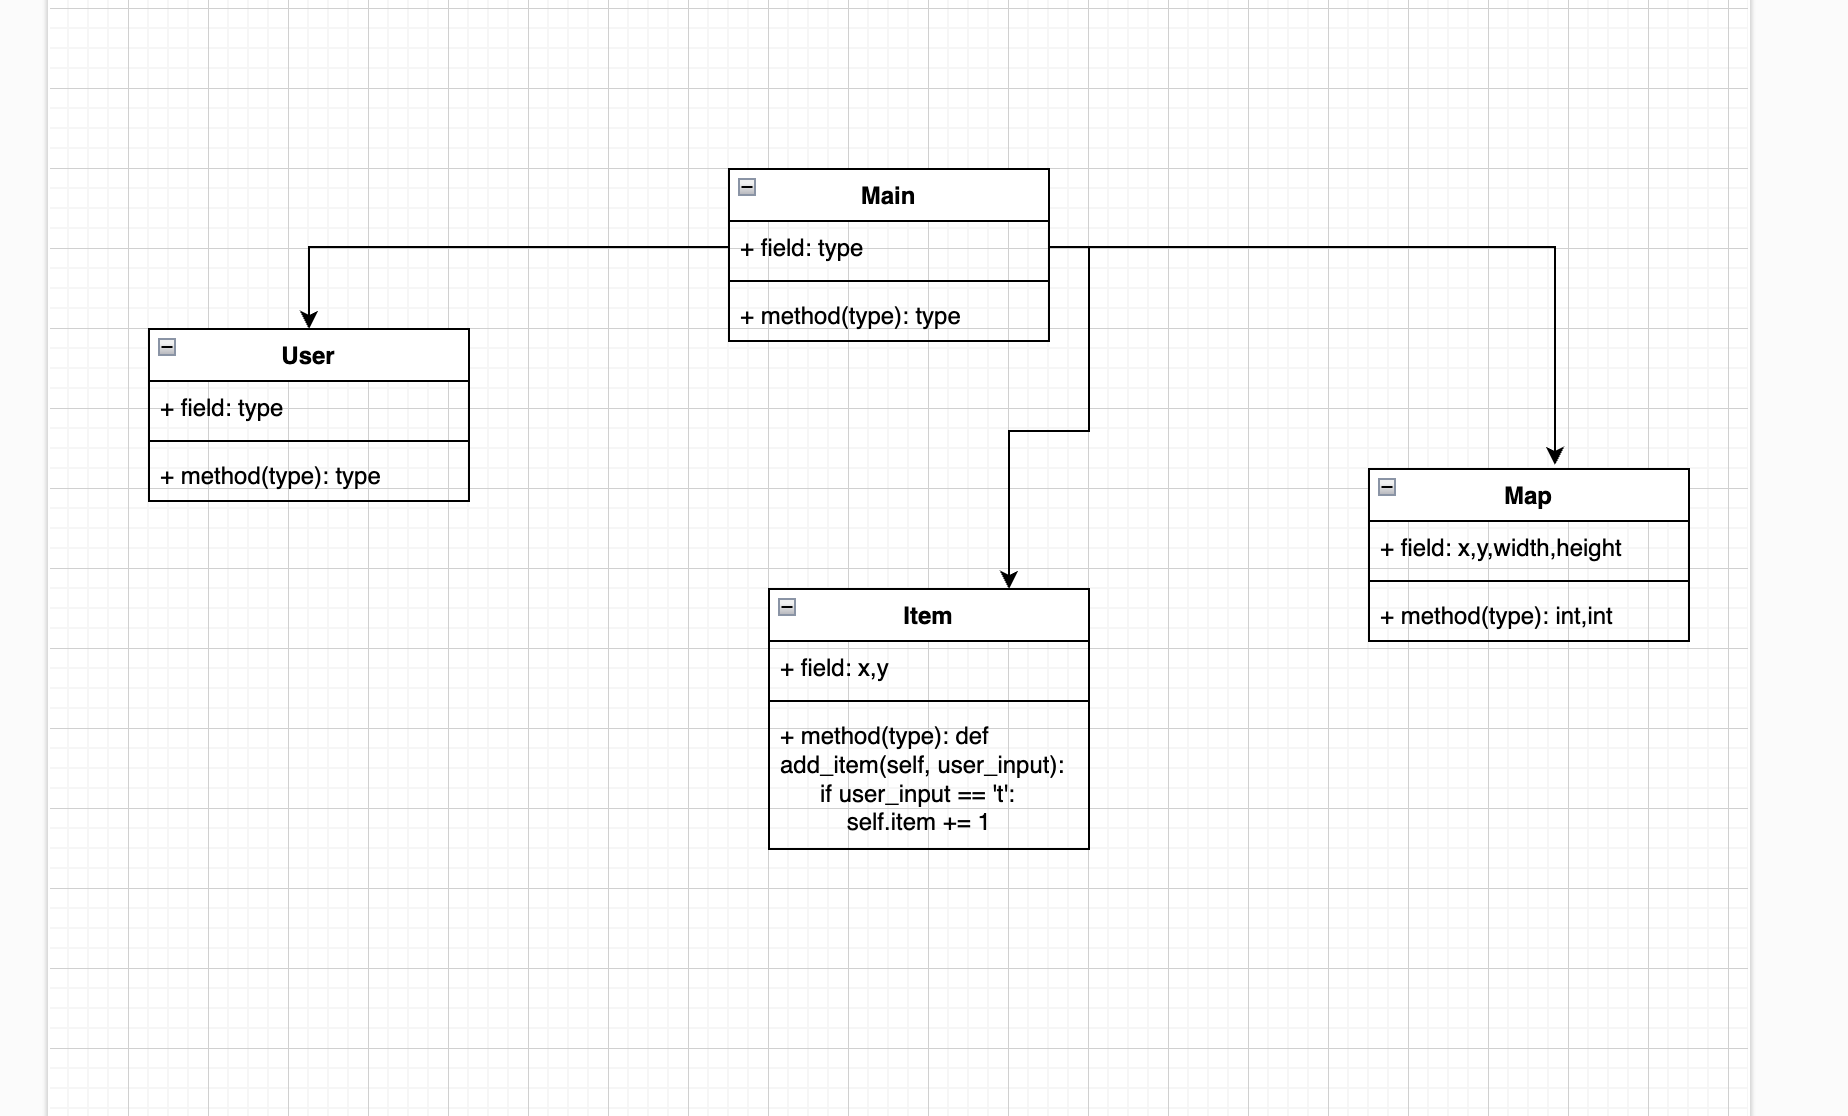 Main
+ field: type
+ method(type): type
User
+ field: type
+ method(type): type
Map
+ field: x,y,width,height
+ method(type): int,int
Item
+ field: x,y
+ method(type): def
add_item(self, user_input):
if user_input == 't':
self.item += 1